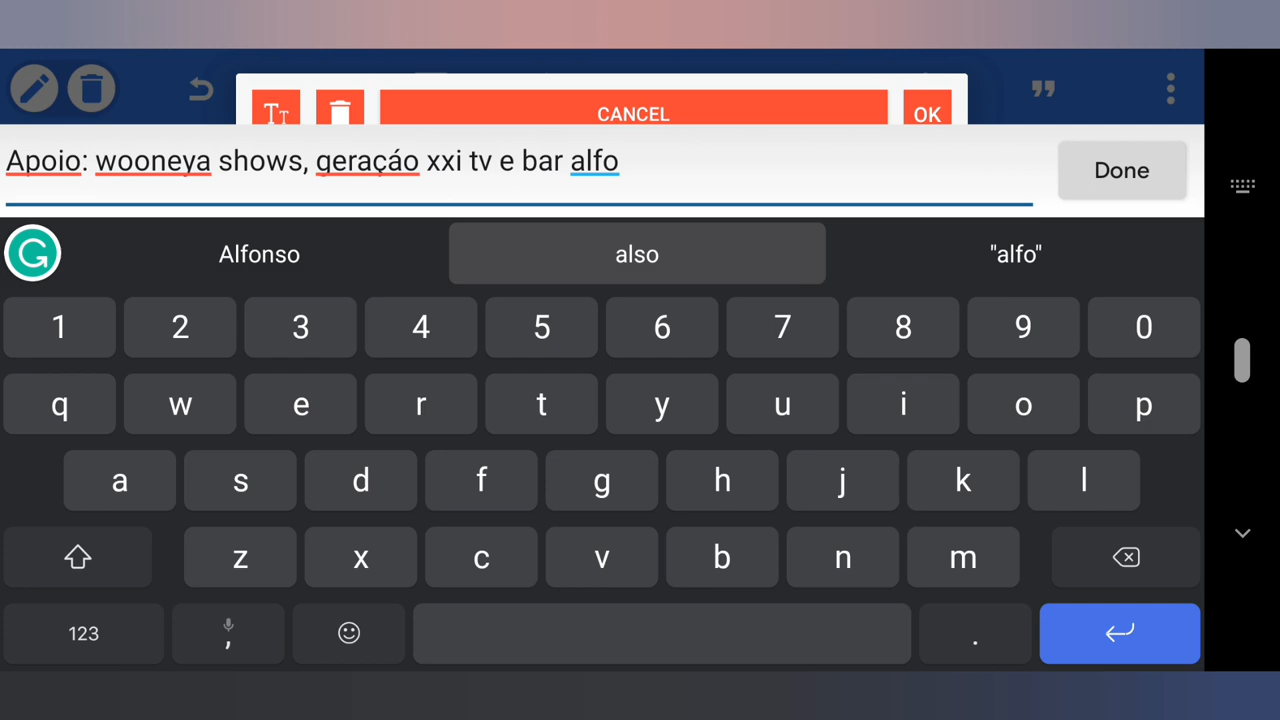 Tт CANCEL OK
Apoio: wooneya shows, geraçáo xxi tv e bar alfo
Done
Alfonso also "alfo"
1 2 3 4 5 6 7 8 9 0
q w e r t y u i o p
a s d f g h j k l
z x c v b n m
123 , .